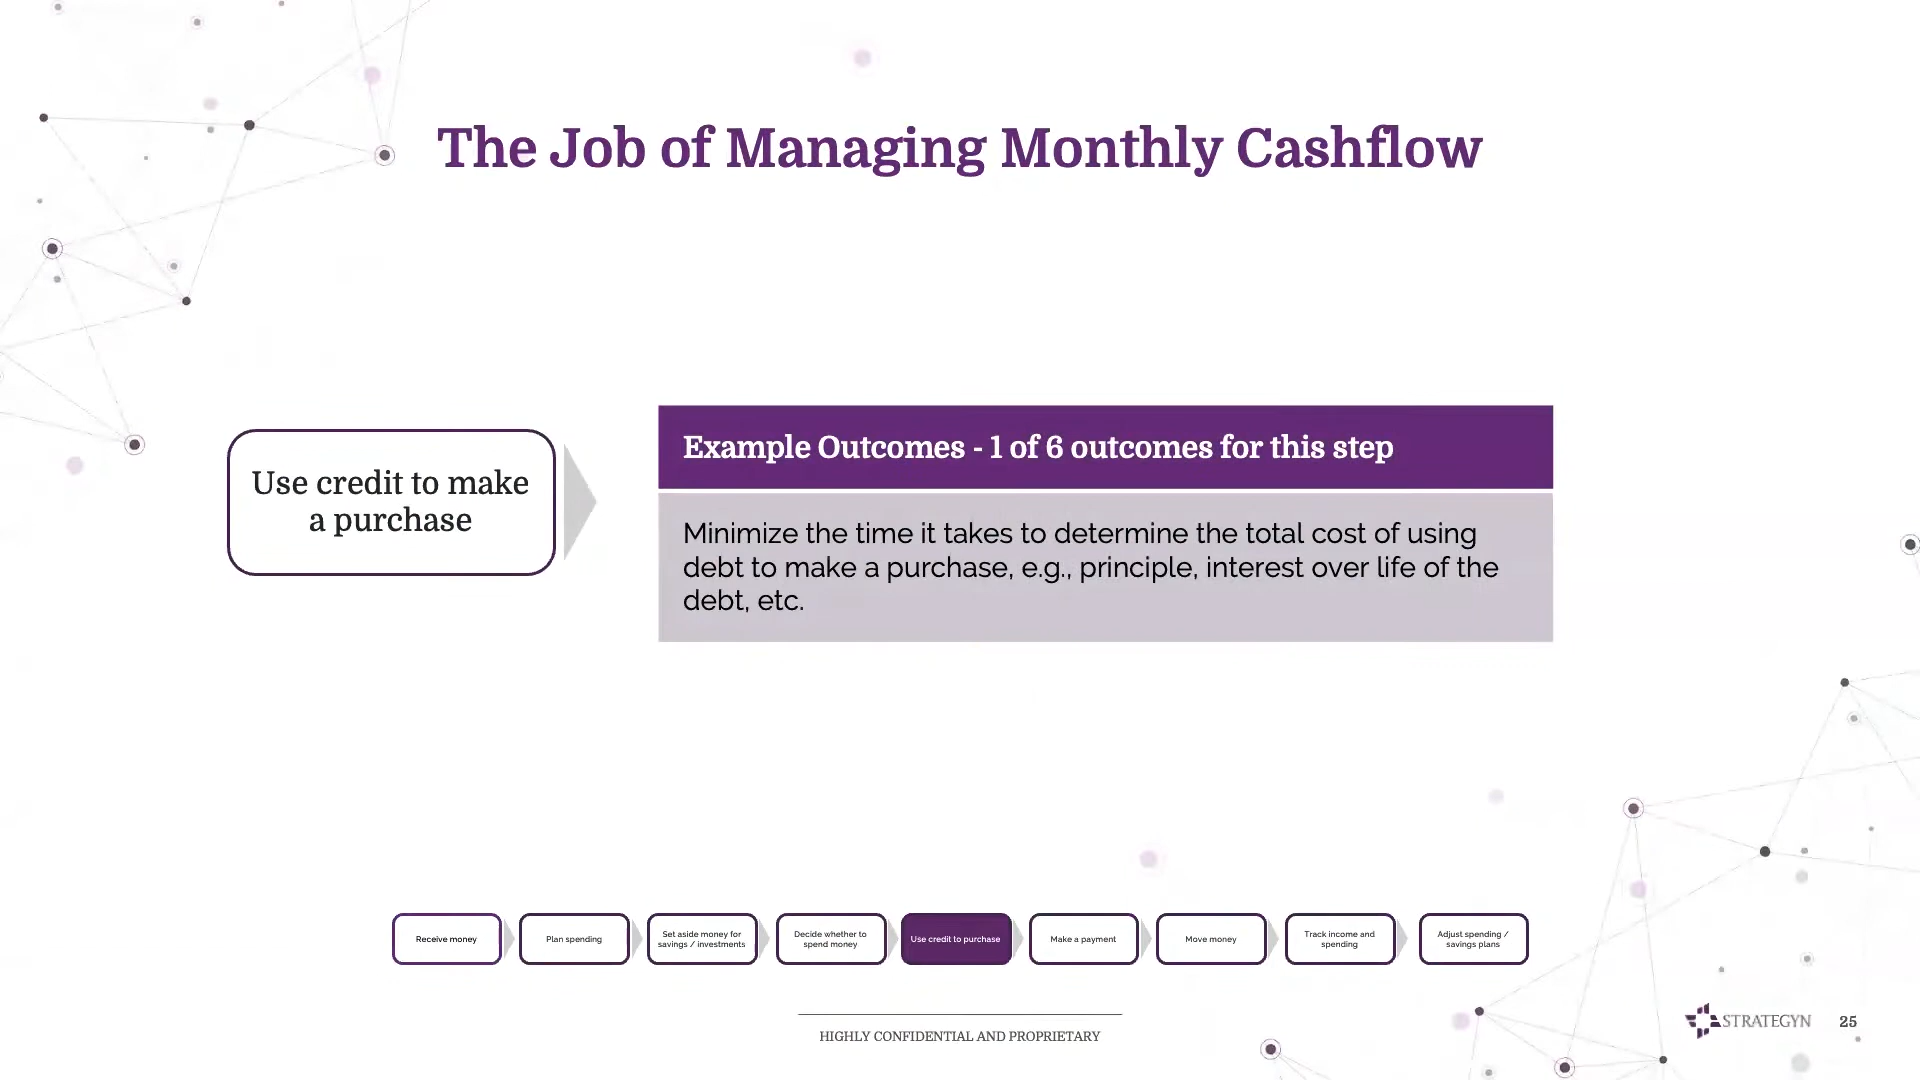 The Job of Managing Monthly Cashflow
Use credit to make
a purchase
Example Outcomes - 1 of 6 outcomes for this step
Minimize the time it takes to determine the total cost of using
debt to make a purchase, e.g., principle, interest over life of the
debt, etc.
Receive money
Plan spending
Set aside money for
savings / investments
Decide whether to
spend money
Use credit to purchase
Make a payment
Move money
Track income and
spending
Adjust spending /
savings plans
HIGHLY CONFIDENTIAL AND PROPRIETARY
STRATEGYN
25